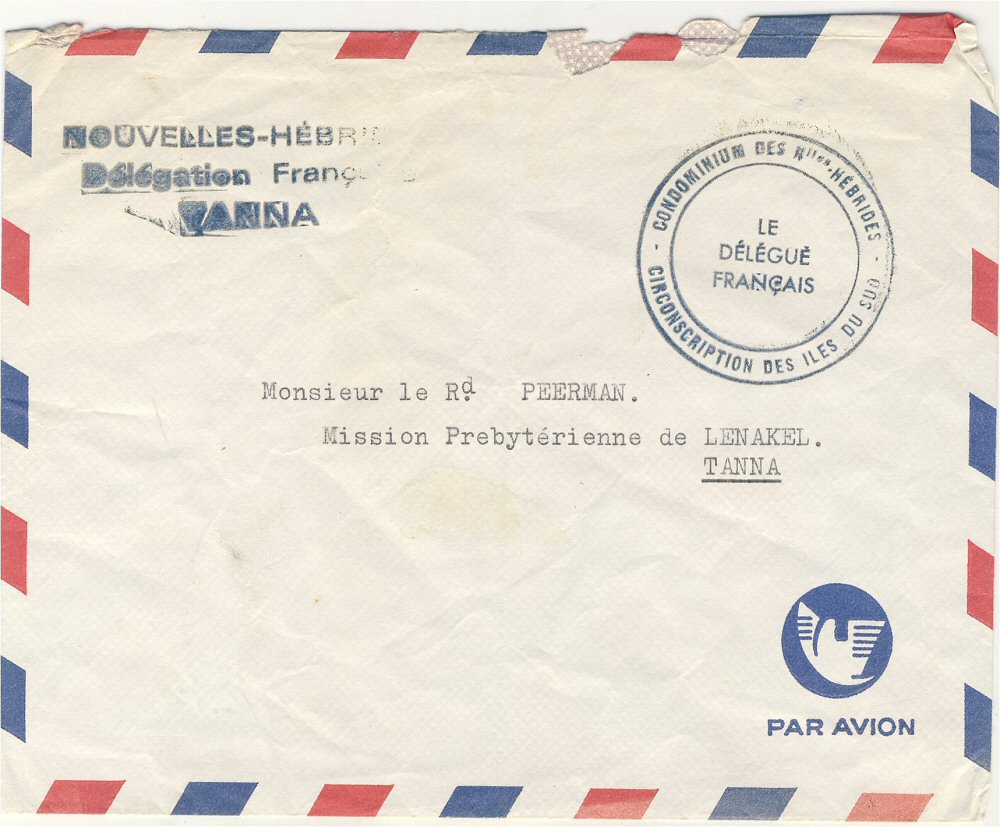 NOUVELLES-HÉBRI
Délégation Franç
TANNA
- CONDOMINIUM DES Nlles-HÉBRIDES -
CIRCONSCRIPTION DES ILES DU SUD
LE
DÉLÉGUÉ
FRANÇAIS
Monsieur le Rd. PEERMAN.
Mission Prebytérienne de LENAKEL.
TANNA
PAR AVION